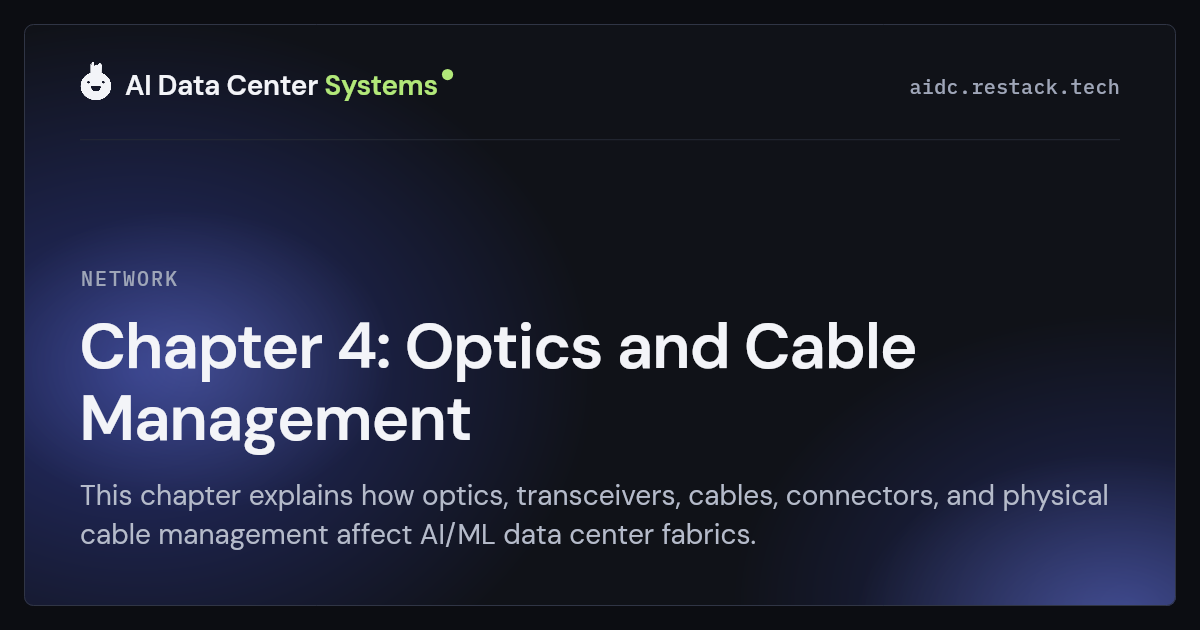 AI Data Center Systems
aidc.restack.tech
NETWORK
Chapter 4: Optics and Cable
Management
This chapter explains how optics, transceivers, cables, connectors, and physical
cable management affect AI/ML data center fabrics.